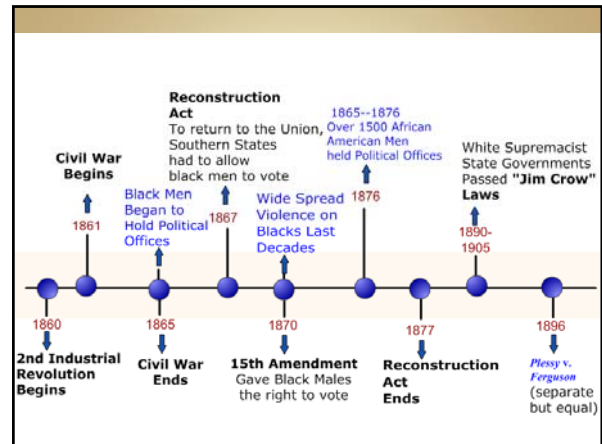 Reconstruction
Act
To return to the Union,
Southern States
had to allow
black men to vote
1867
1865--1876
Over 1500 African
American Men
held Political Offices
1876
Civil War
Begins
1861
Black Men
Began to
Hold Political
Offices
Wide Spread
Violence on
Blacks Last
Decades
White Supremacist
State Governments
Passed "Jim Crow"
Laws
1890-
1905
1860
2nd Industrial
Revolution
Begins
1865
Civil War
Ends
1870
15th Amendment
Gave Black Males
the right to vote
1877
Reconstruction
Act
Ends
1896
Plessy v.
Ferguson
(separate
but equal)